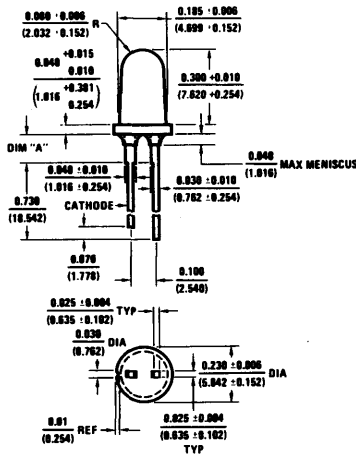 0.080 ±0.006 R
(2.032 ±0.152)
0.185 ±0.006
(4.699 ±0.152)
0.040 +0.015
0.010
(1.016 +0.381
0.254)
0.300 ±0.010
(7.620 ±0.254)
DIM "A"
0.040 MAX MENISCUS
(1.016)
0.040 ±0.010
(1.016 ±0.254)
0.030 ±0.010
(0.762 ±0.254)
0.730
(18.542)
CATHODE
0.070
(1.778)
0.100
(2.540)
0.025 ±0.004 TYP
(0.635 ±0.102)
0.030 DIA
(0.762)
0.230 ±0.006 DIA
(5.842 ±0.152)
0.01 REF
(0.254)
0.025 ±0.004
(0.635 ±0.102)
TYP